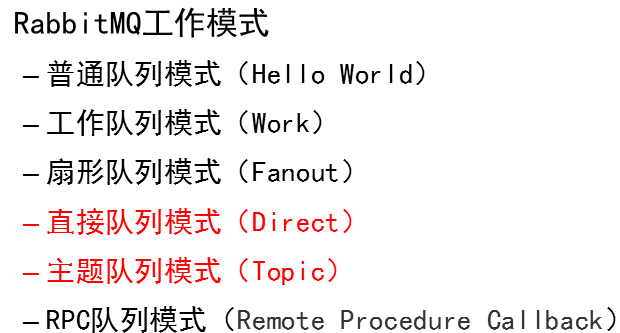 RabbitMQ工作模式
– 普通队列模式（Hello World）
– 工作队列模式（Work）
– 扇形队列模式（Fanout）
– 直接队列模式（Direct）
– 主题队列模式（Topic）
– RPC队列模式（Remote Procedure Callback）